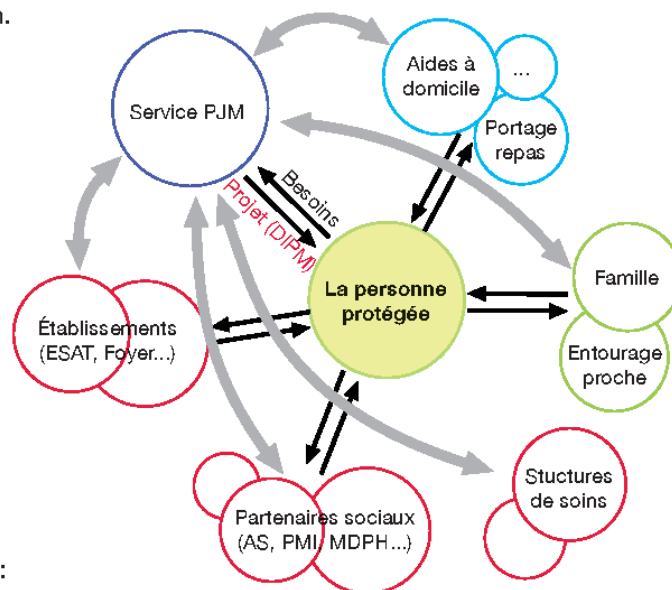 Service PJM
Aides à
domicile
...
Portage
repas
Besoins
Projet (DIPM)
La personne
protégée
Famille
Entourage
proche
Établissements
(ESAT, Foyer...)
Partenaires sociaux
(AS, PMI, MDPH...)
Stuctures
de soins
: